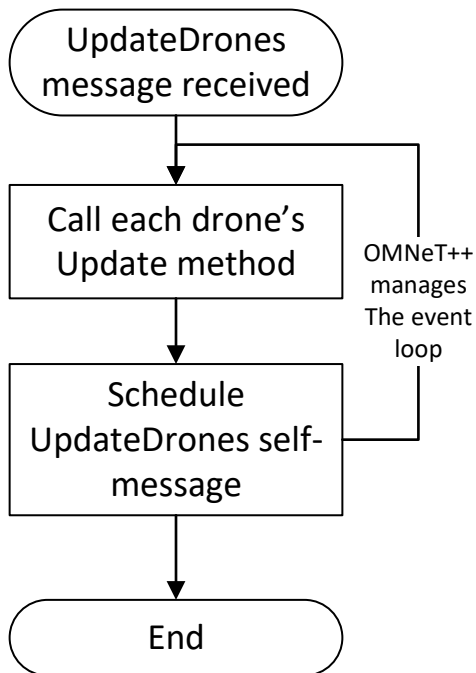 UpdateDrones
message received
Call each drone's
Update method
OMNeT++
manages
The event
loop
Schedule
UpdateDrones self-
message
End